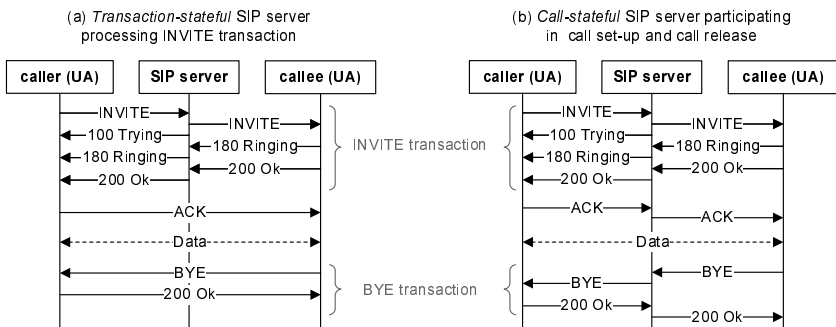 (a) Transaction-stateful SIP server
processing INVITE transaction
caller (UA)
SIP server
callee (UA)
INVITE
INVITE
100 Trying
180 Ringing
180 Ringing
200 Ok
200 Ok
ACK
Data
BYE
200 Ok
INVITE transaction
BYE transaction
(b) Call-stateful SIP server participating
in call set-up and call release
caller (UA)
SIP server
callee (UA)
INVITE
INVITE
100 Trying
180 Ringing
180 Ringing
200 Ok
200 Ok
ACK
ACK
Data
BYE
BYE
200 Ok
200 Ok